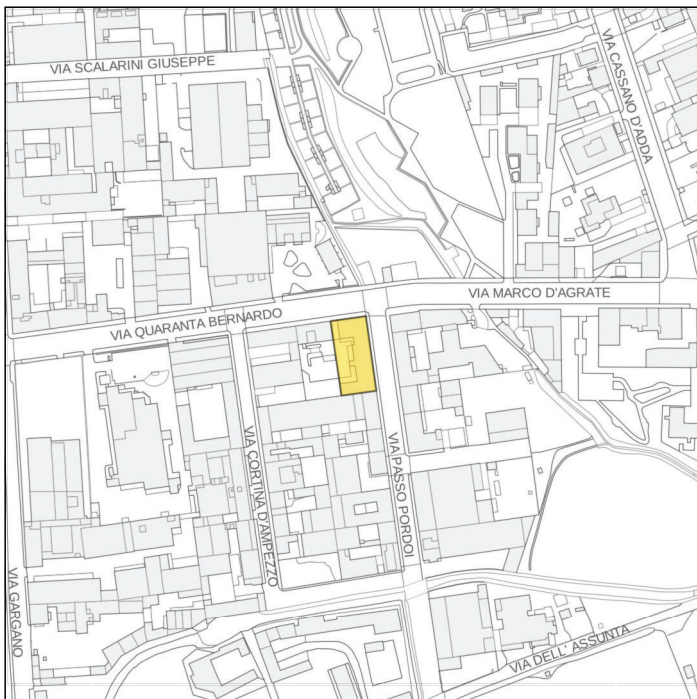 VIA SCALARINI GIUSEPPE
VIA CASSANO D'ADDA
VIA MARCO D'AGRATE
VIA QUARANTA BERNARDO
VIA CORTINA D'AMPEZZO
VIA PASSO PORDOI
VIA GARGANO
VIA DELL' ASSUNTA